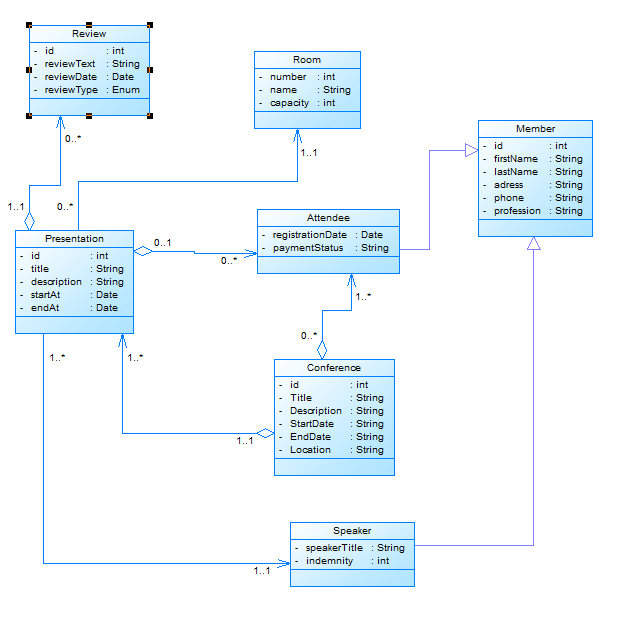 Review
- id : int
- reviewText : String
- reviewDate : Date
- reviewType : Enum
0..*
1..1
Room
- number : int
- name : String
- capacity : int
1..1
0..*
Member
- id : int
- firstName : String
- lastName : String
- adress : String
- phone : String
- profession : String
Presentation
- id : int
- title : String
- description : String
- startAt : Date
- endAt : Date
0..1
0..*
Attendee
- registrationDate : Date
- paymentStatus : String
1..*
0..*
1..*
1..*
Conference
- id : int
- Title : String
- Description : String
- StartDate : String
- EndDate : String
- Location : String
1..1
Speaker
- speakerTitle : String
- indemnity : int
1..1